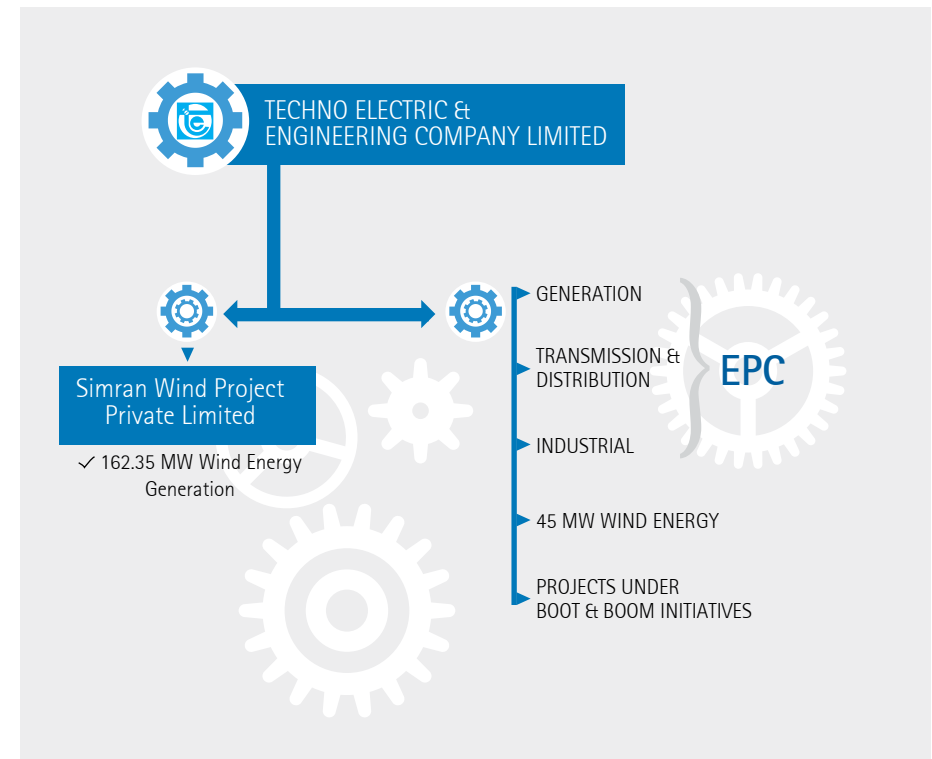 TECHNO ELECTRIC &
ENGINEERING COMPANY LIMITED
Simran Wind Project
Private Limited
✓ 162.35 MW Wind Energy
Generation
GENERATION
TRANSMISSION &
DISTRIBUTION
INDUSTRIAL
EPC
45 MW WIND ENERGY
PROJECTS UNDER
BOOT & BOOM INITIATIVES